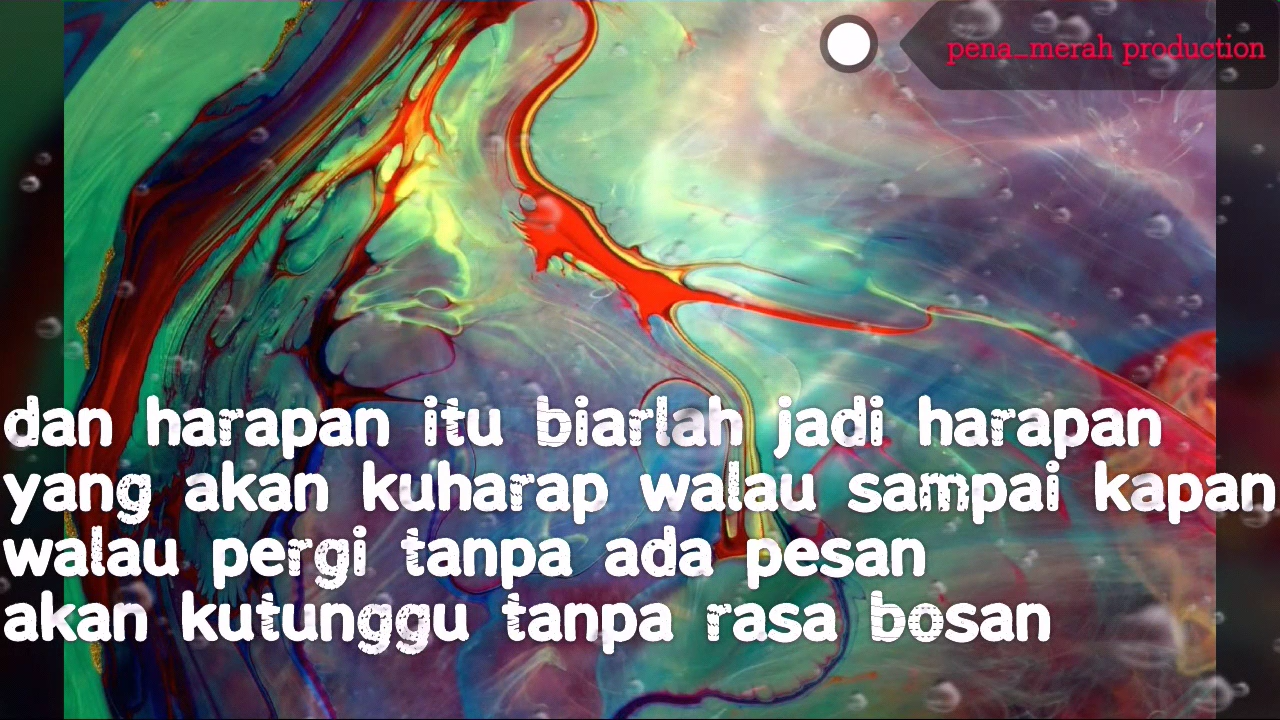 pena_merah production
dan harapan itu biarlah jadi harapan
yang akan kuharap walau sampai kapan
walau pergi tanpa ada pesan
akan kutunggu tanpa rasa bosan